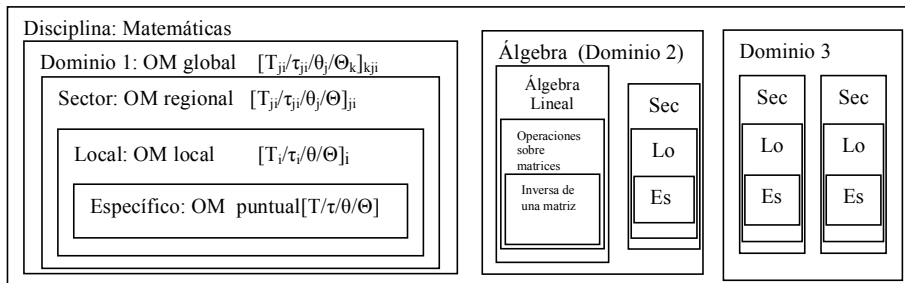 Disciplina: Matemáticas
Dominio 1: OM global [Tji/τji/θj/Θk]kji
Sector: OM regional [Tji/τji/θj/Θ]ji
Local: OM local [Ti/τi/θ/Θ]i
Específico: OM puntual[T/τ/θ/Θ]
Álgebra (Dominio 2)
Álgebra
Lineal
Operaciones
sobre
matrices
Inversa de
una matriz
Sec
Lo
Es
Dominio 3
Sec
Lo
Es
Sec
Lo
Es